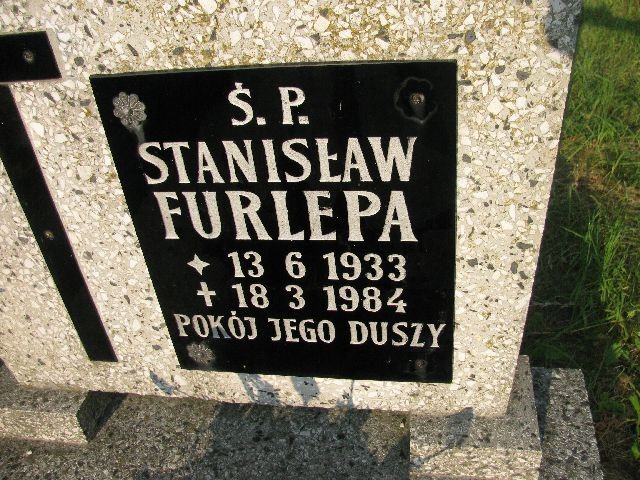 Ś. P.
STANISŁAW
FURLEPA
✦ 13 6 1933
✝ 18 3 1984
POKÓJ JEGO DUSZY